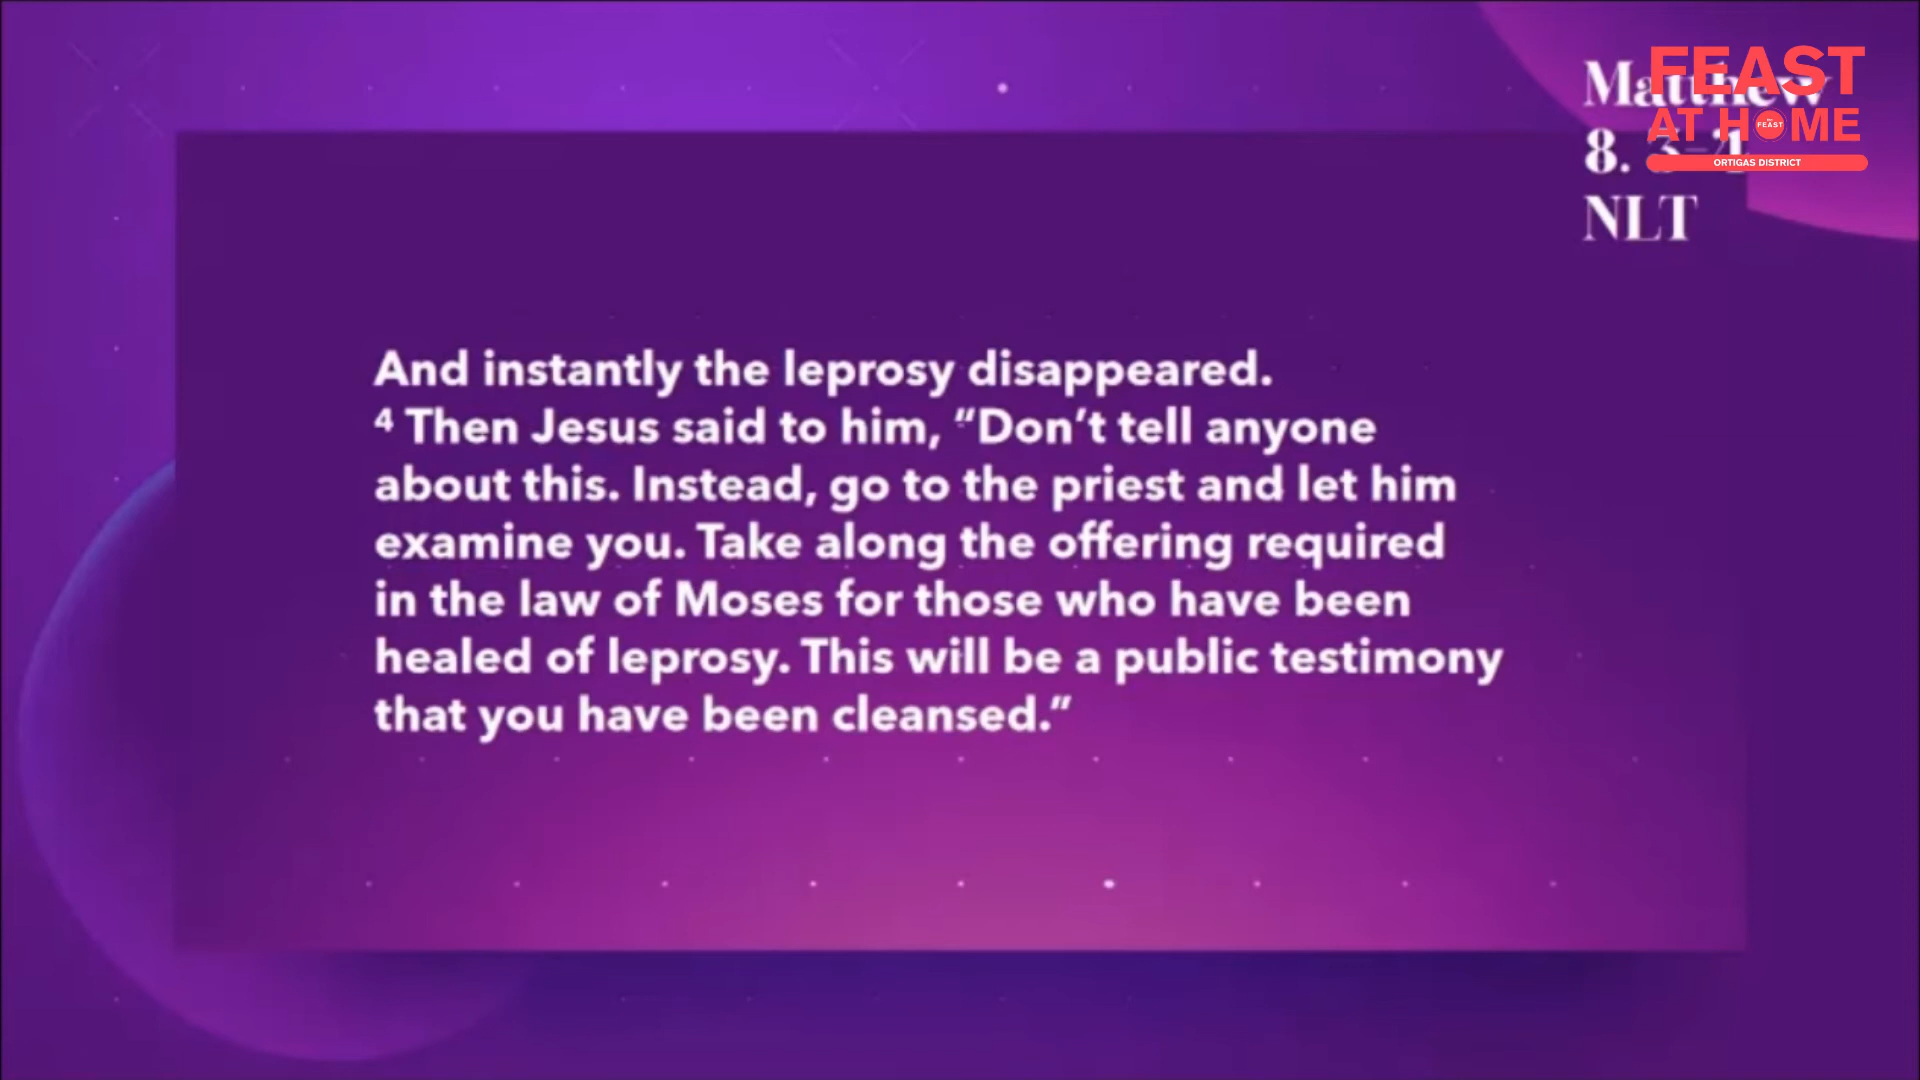 Matthew
8. 3-4
NLT
FEAST
AT HOME
THE FEAST
ORTIGAS DISTRICT
And instantly the leprosy disappeared.
4 Then Jesus said to him, “Don’t tell anyone
about this. Instead, go to the priest and let him
examine you. Take along the offering required
in the law of Moses for those who have been
healed of leprosy. This will be a public testimony
that you have been cleansed.”